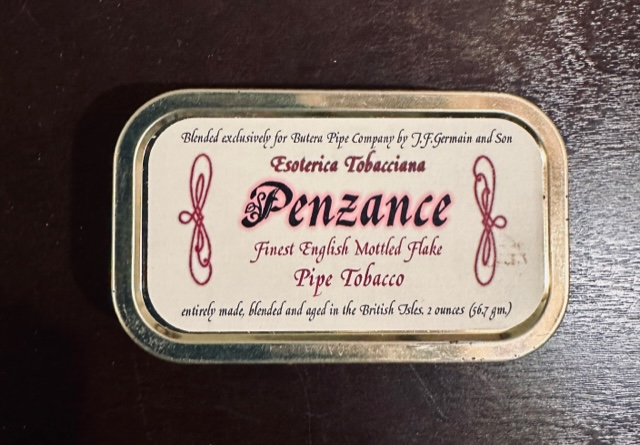 Blended exclusively for Butera Pipe Company by J.F.Germain and Son
Esoterica Tobacciana
Penzance
Finest English Mottled Flake
Pipe Tobacco
entirely made, blended and aged in the British Isles. 2 ounces (56.7 gm.)